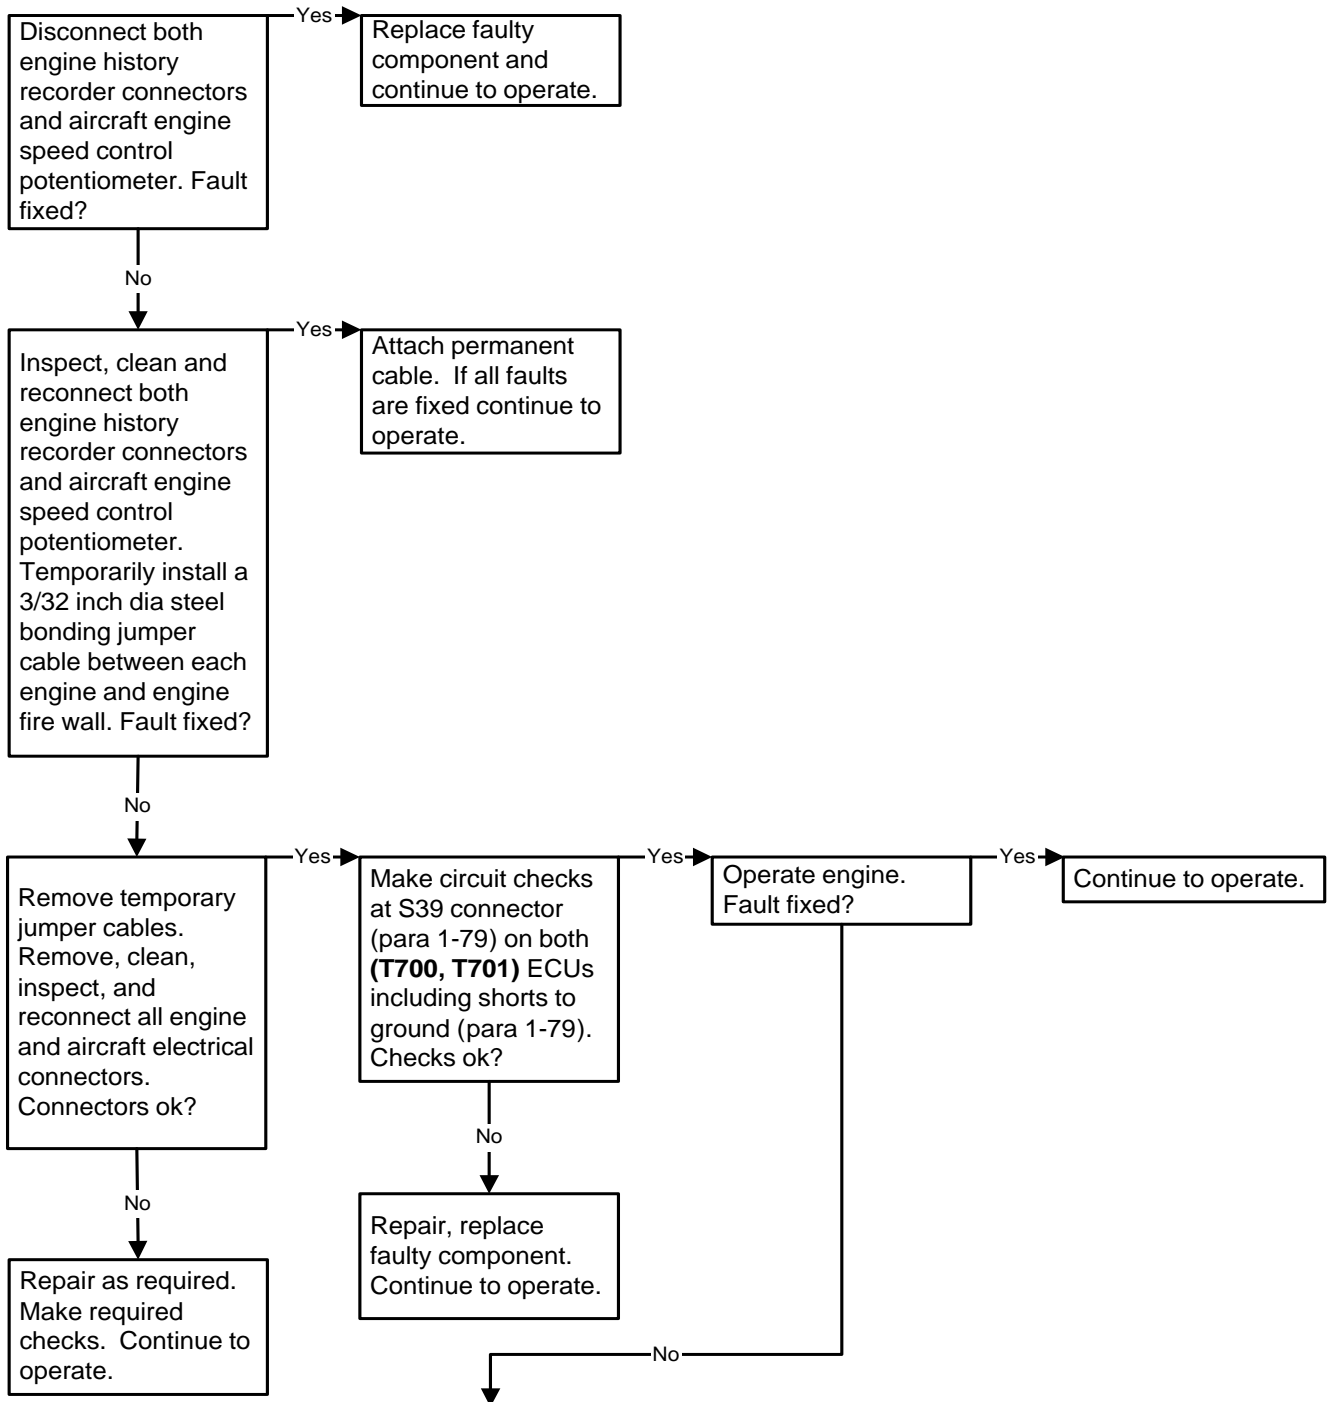 Disconnect both
engine history
recorder connectors
and aircraft engine
speed control
potentiometer. Fault
fixed?
Yes
Replace faulty
component and
continue to operate.
No
Inspect, clean and
reconnect both
engine history
recorder connectors
and aircraft engine
speed control
potentiometer.
Temporarily install a
3/32 inch dia steel
bonding jumper
cable between each
engine and engine
fire wall. Fault fixed?
Yes
Attach permanent
cable.  If all faults
are fixed continue to
operate.
No
Remove temporary
jumper cables.
Remove, clean,
inspect, and
reconnect all engine
and aircraft electrical
connectors.
Connectors ok?
Yes
Make circuit checks
at S39 connector
(para 1-79) on both
(T700, T701) ECUs
including shorts to
ground (para 1-79).
Checks ok?
Yes
Operate engine.
Fault fixed?
Yes
Continue to operate.
No
Repair as required.
Make required
checks.  Continue to
operate.
No
Repair, replace
faulty component.
Continue to operate.
No